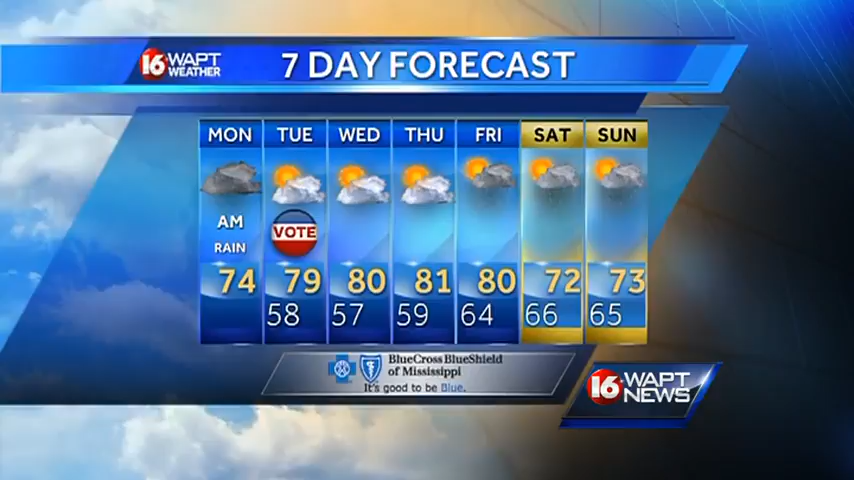 16 WAPT WEATHER
7 DAY FORECAST
MON TUE WED THU FRI SAT SUN
AM
RAIN
VOTE
74 79 80 81 80 72 73
58 57 59 64 66 65
BlueCross BlueShield
of Mississippi
It's good to be Blue.
16 WAPT
NEWS